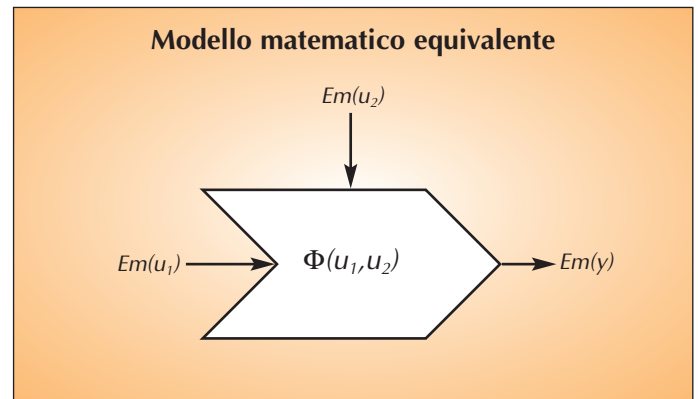 Modello matematico equivalente
Em(u₂)
Em(u₁)
Φ(u₁,u₂)
Em(y)